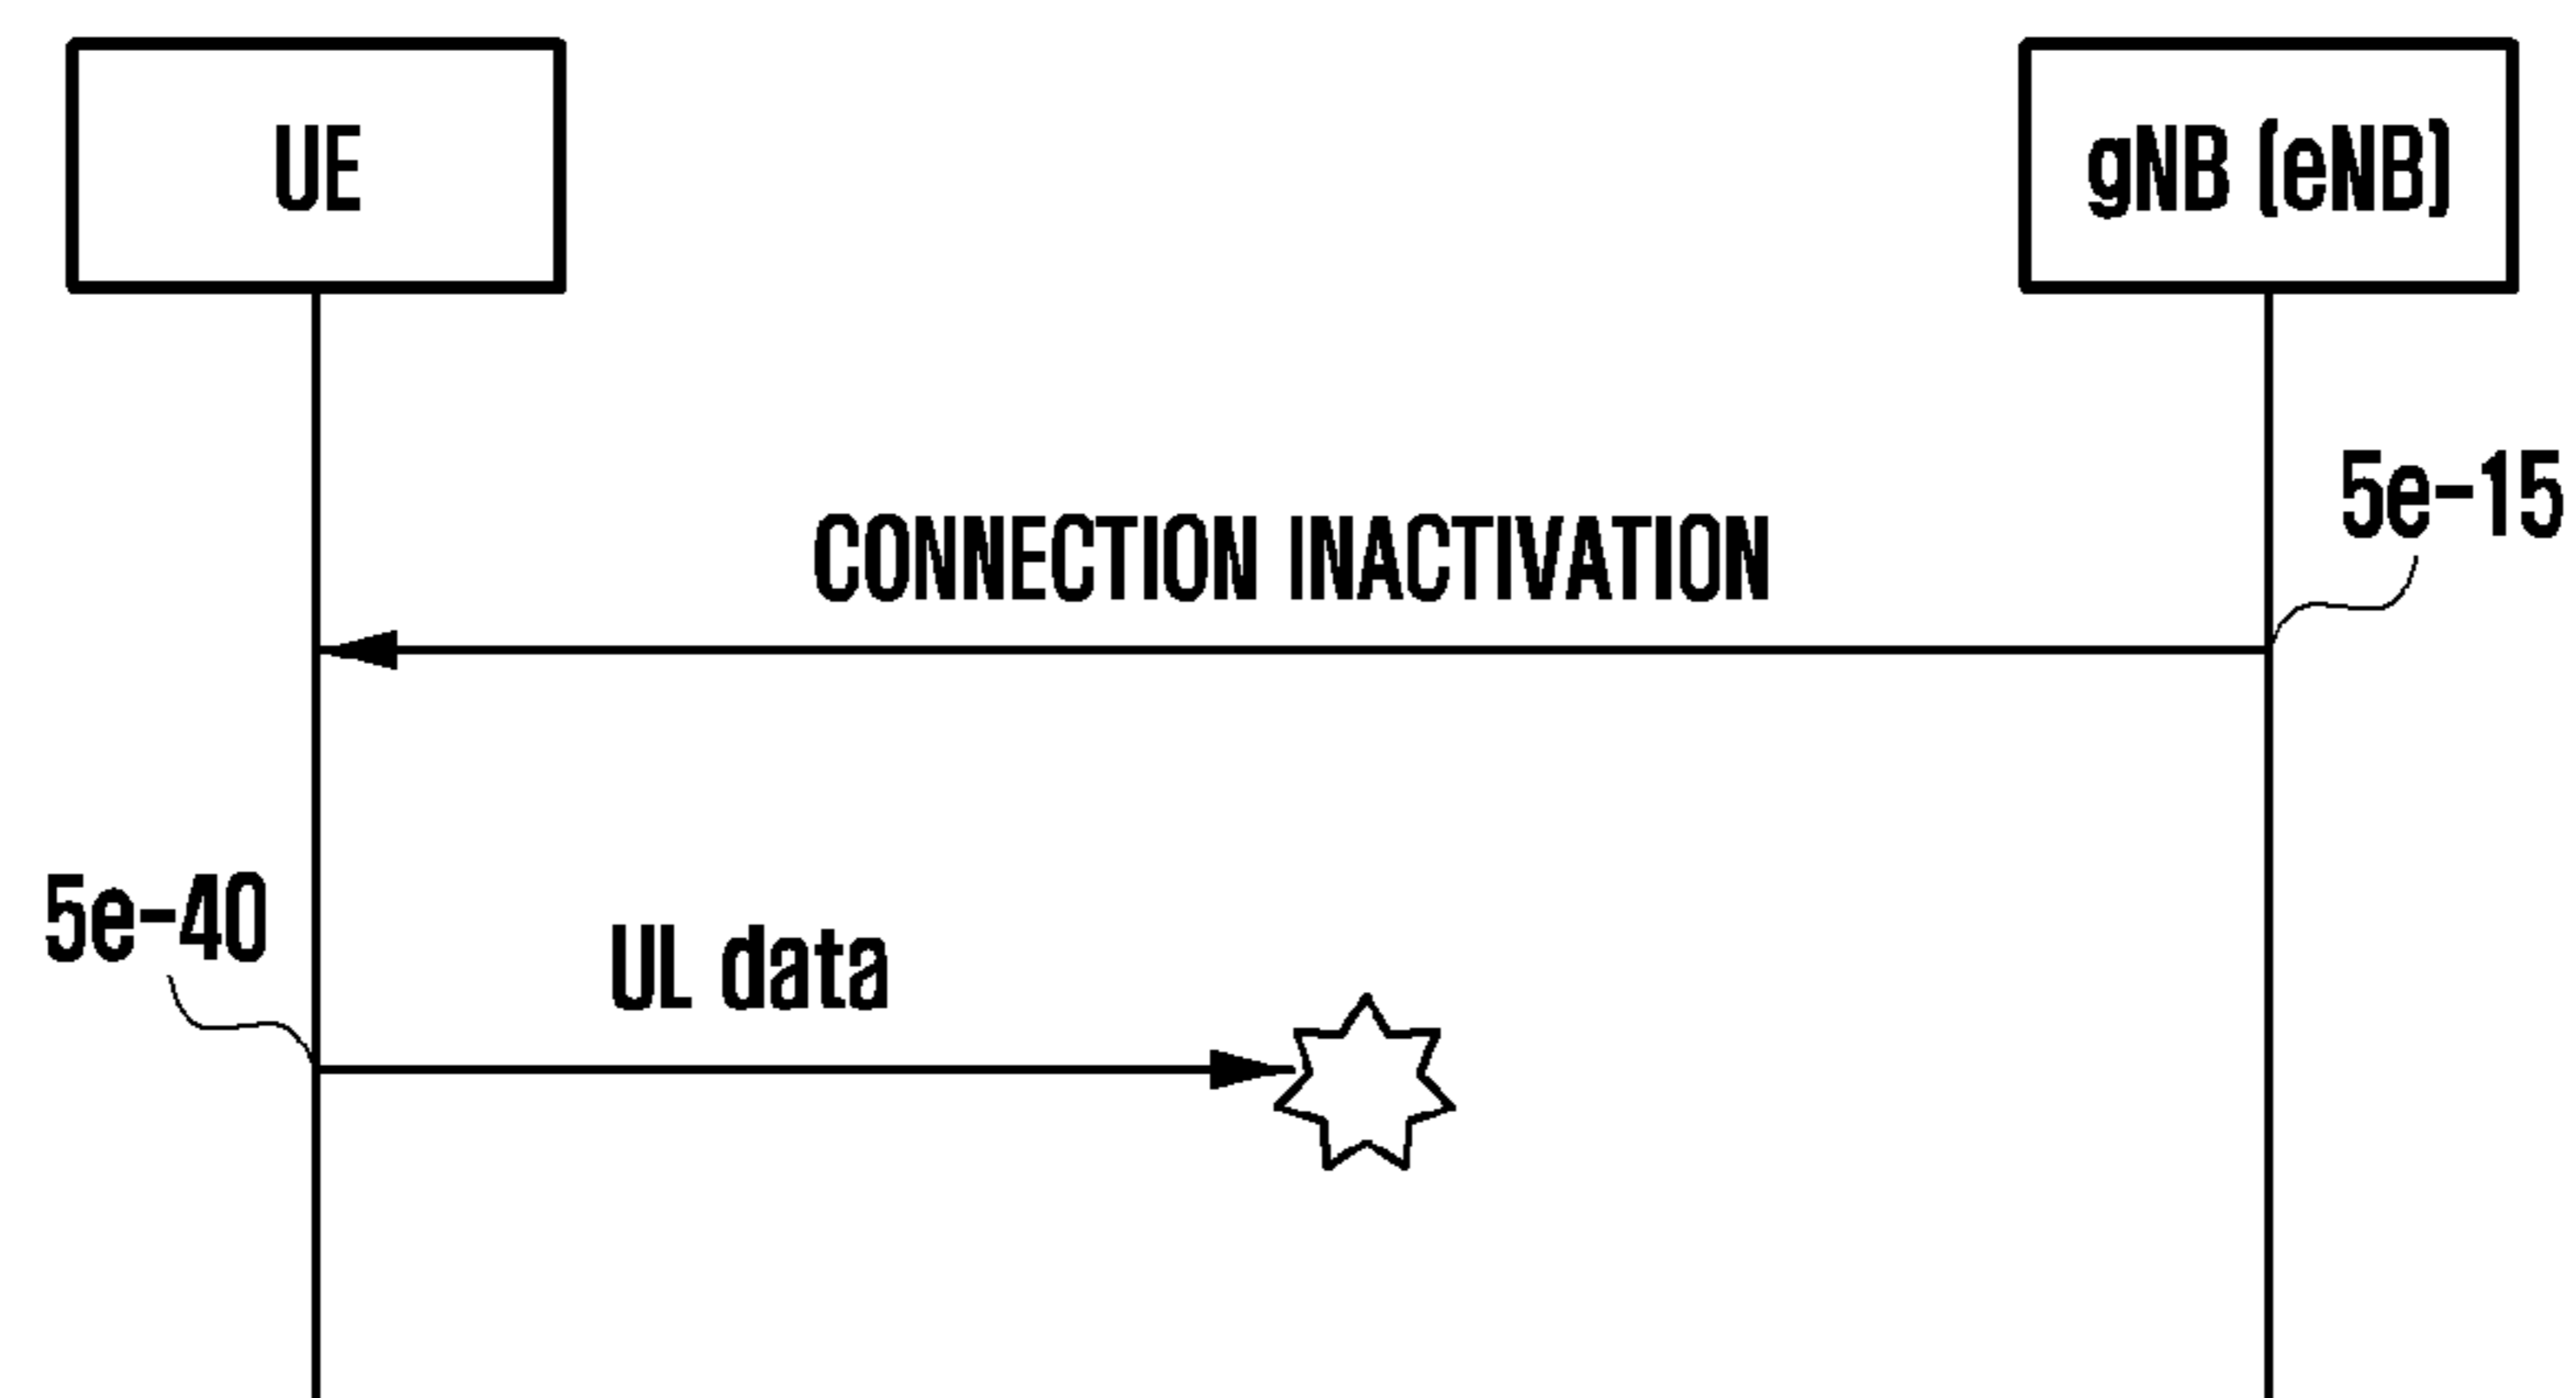 UE
gNB (eNB)
5e-15
CONNECTION INACTIVATION
5e-40
UL data